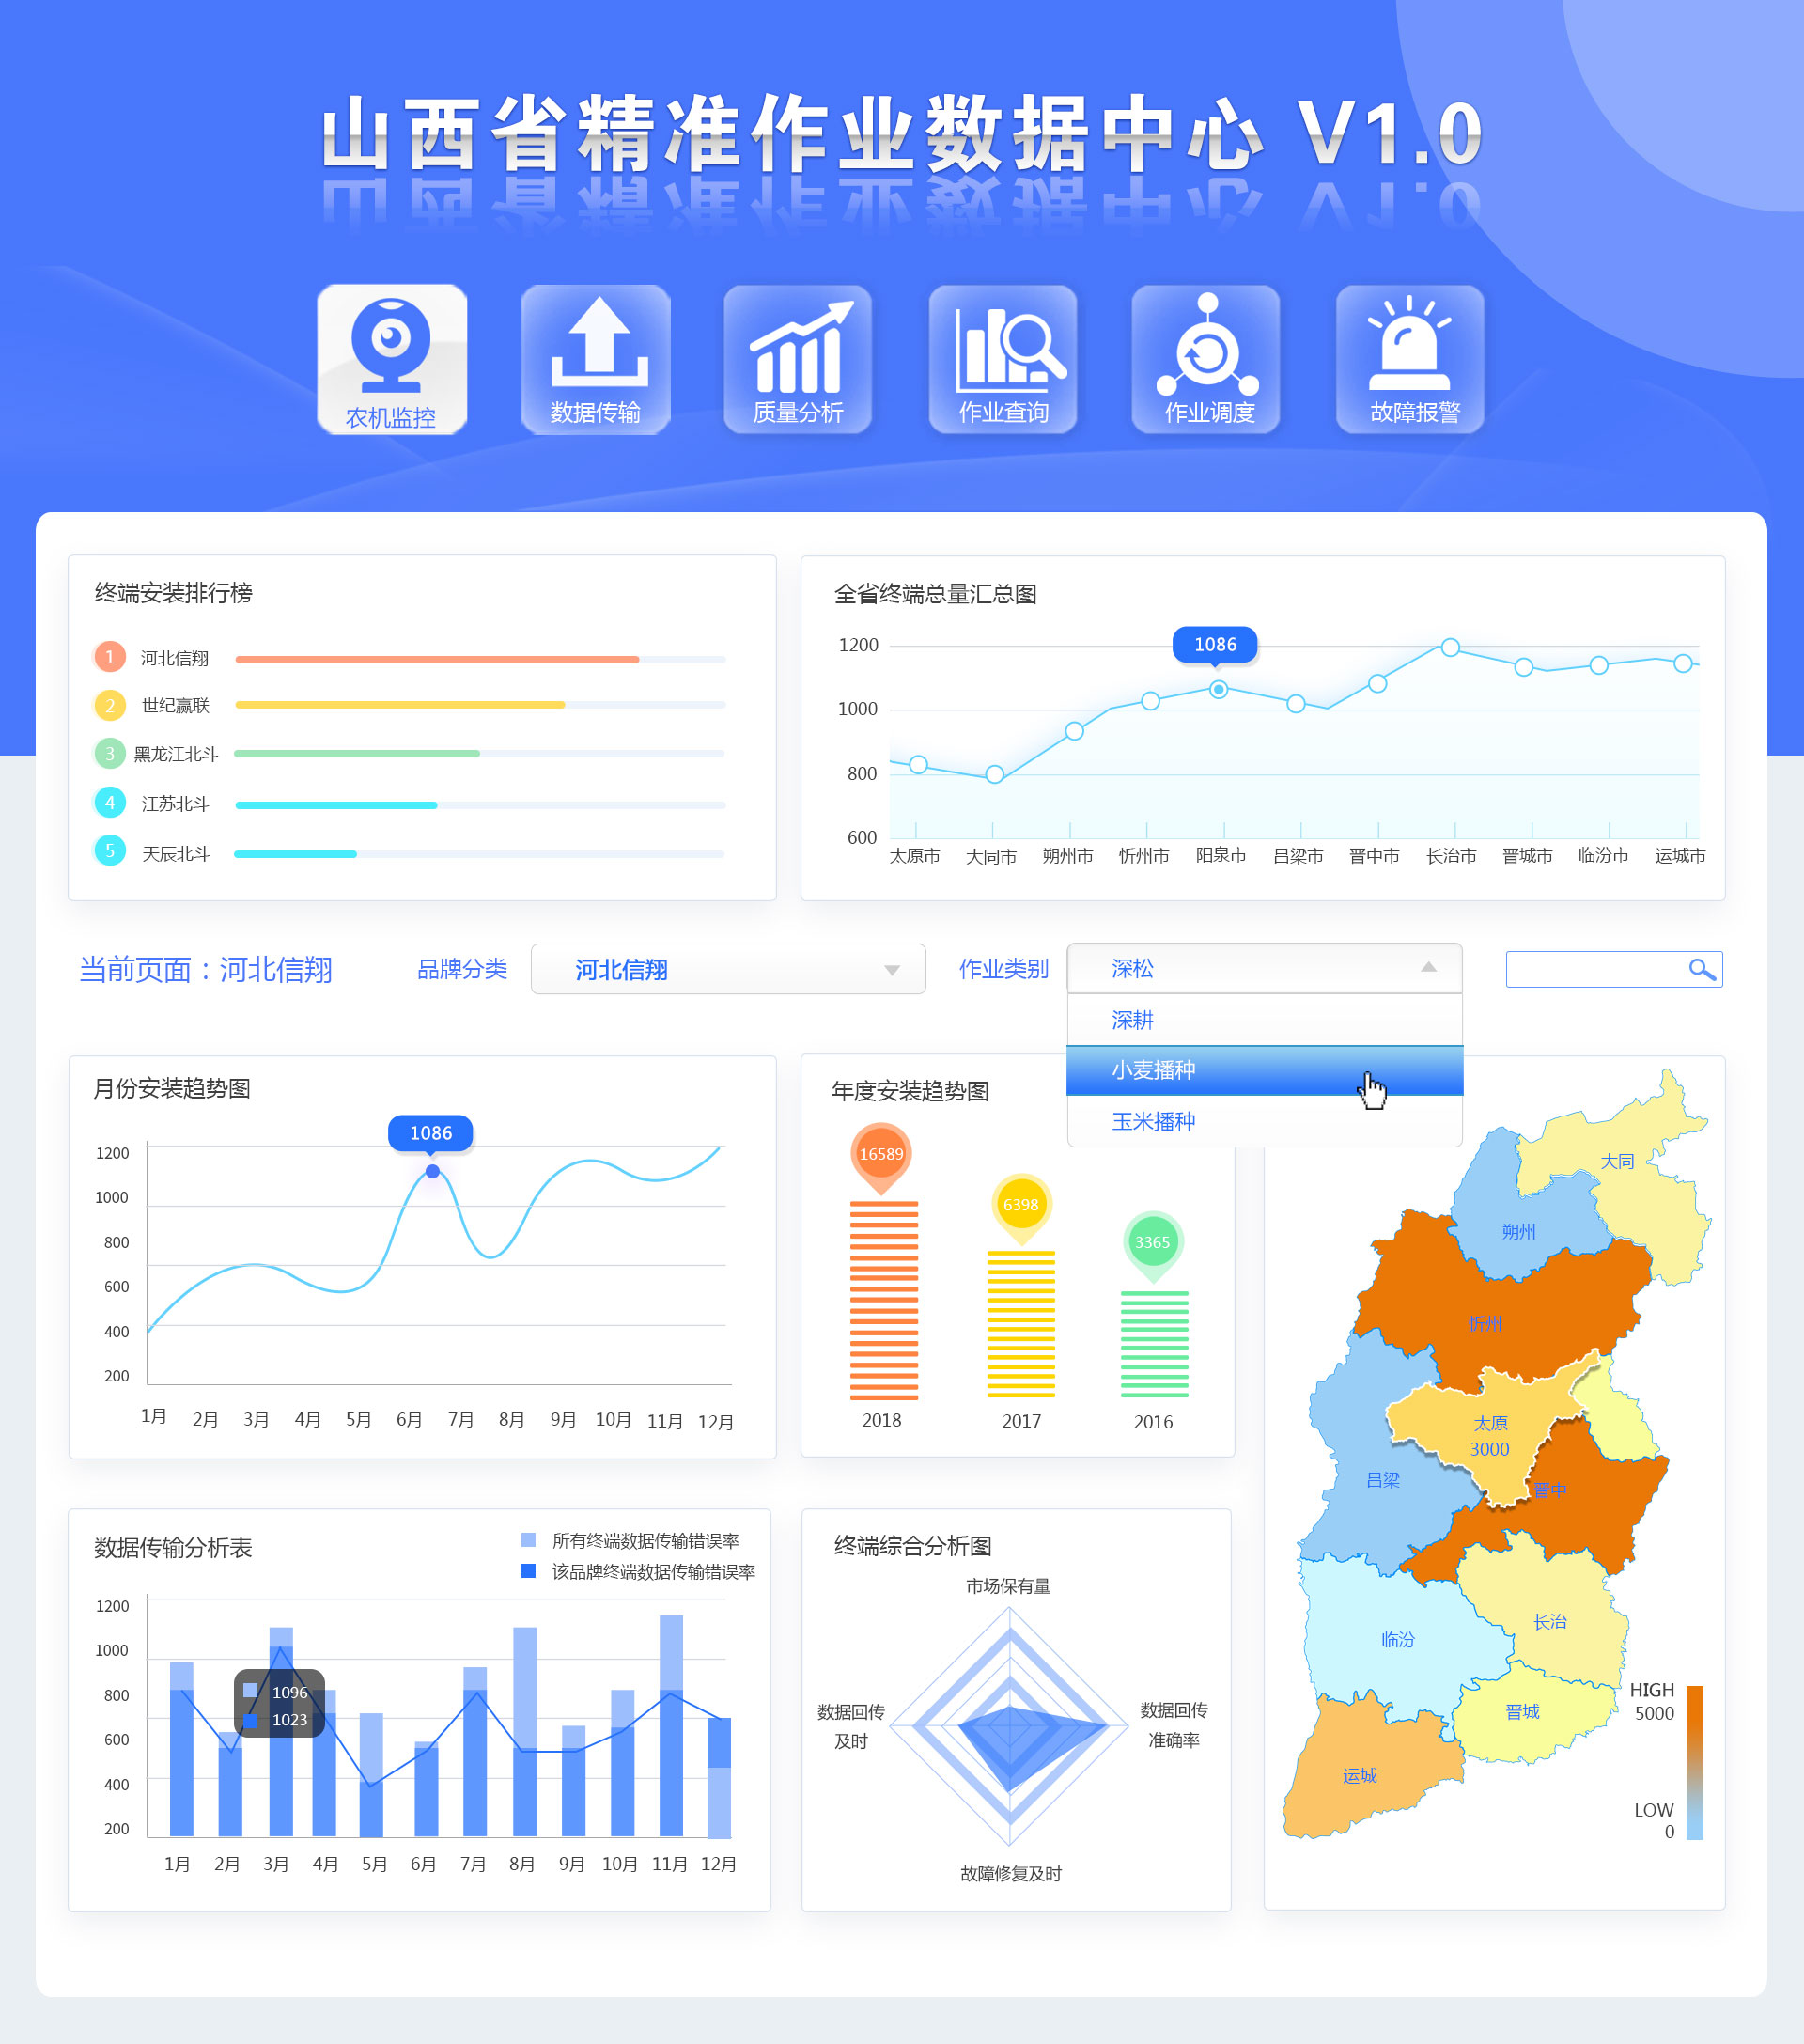 山西省精准作业数据中心 V1.0
农机监控
数据传输
质量分析
作业查询
作业调度
故障报警
终端安装排行榜
1 河北信翔
2 世纪赢联
3 黑龙江北斗
4 江苏北斗
5 天辰北斗
全省终端总量汇总图
1200
1000
800
600
1086
太原市 大同市 朔州市 忻州市 阳泉市 吕梁市 晋中市 长治市 晋城市 临汾市 运城市
当前页面：河北信翔
品牌分类
河北信翔
作业类别
深松
深耕
小麦播种
玉米播种
月份安装趋势图
1086
1200
1000
800
600
400
200
1月 2月 3月 4月 5月 6月 7月 8月 9月 10月 11月 12月
年度安装趋势图
16589
6398
3365
2018
2017
2016
大同
朔州
忻州
太原
3000
吕梁
晋中
长治
临汾
晋城
运城
HIGH
5000
LOW
0
数据传输分析表
所有终端数据传输错误率
该品牌终端数据传输错误率
1200
1000
800
600
400
200
1096
1023
1月 2月 3月 4月 5月 6月 7月 8月 9月 10月 11月 12月
终端综合分析图
市场保有量
数据回传
及时
数据回传
准确率
故障修复及时